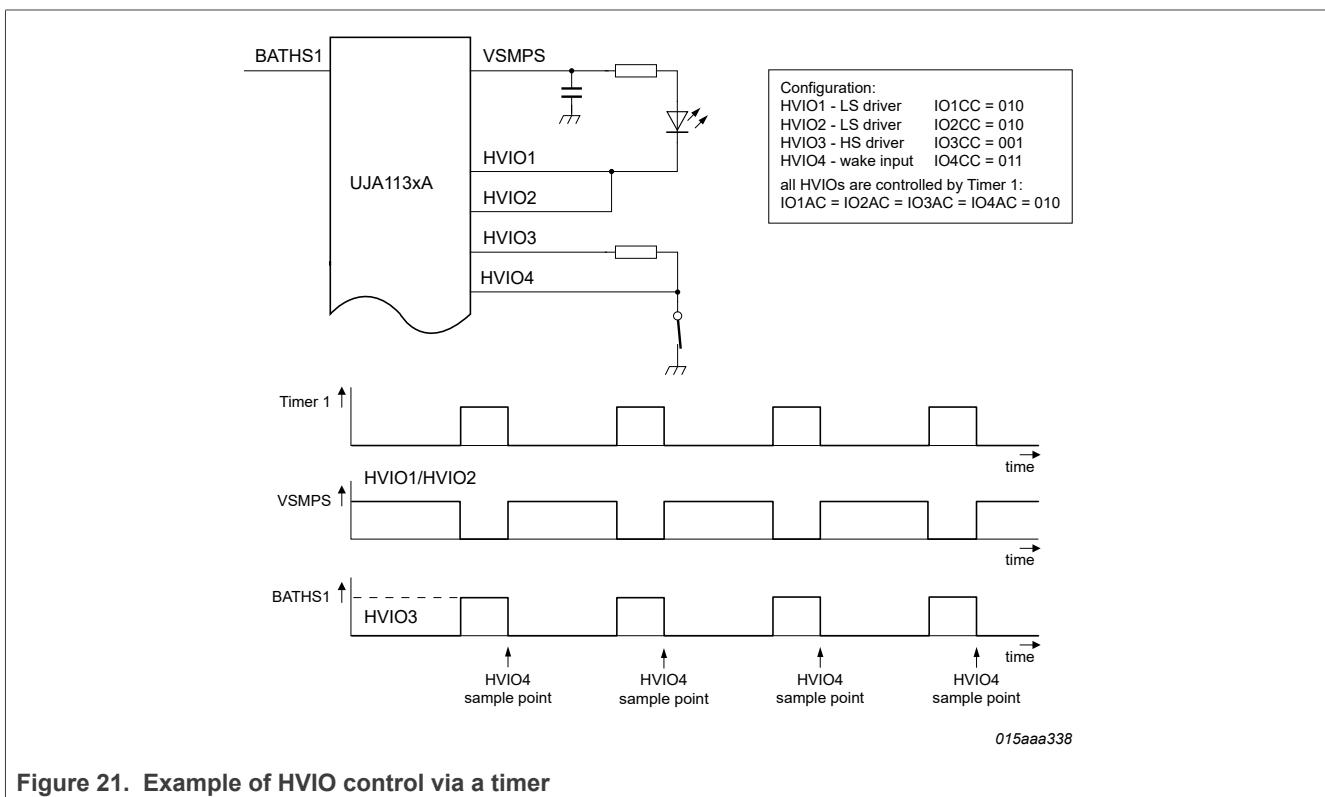 BATHS1
VSMPS
UJA113xA
HVIO1
HVIO2
HVIO3
HVIO4
Configuration:
HVIO1 - LS driver IO1CC = 010
HVIO2 - LS driver IO2CC = 010
HVIO3 - HS driver IO3CC = 001
HVIO4 - wake input IO4CC = 011
all HVIOs are controlled by Timer 1:
IO1AC = IO2AC = IO3AC = IO4AC = 010
Timer 1
time
HVIO1/HVIO2
VSMPS
time
BATHS1
HVIO3
time
HVIO4 HVIO4 HVIO4 HVIO4
sample point sample point sample point sample point
015aaa338
Figure 21. Example of HVIO control via a timer